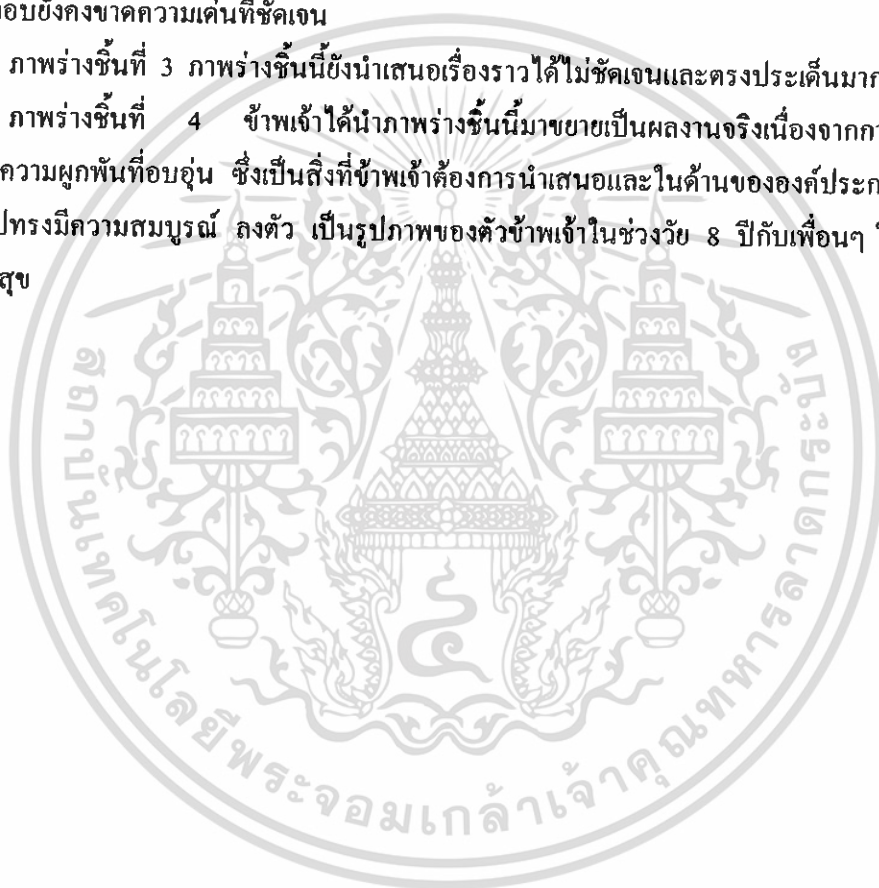 อบยังคงขาดความเด่นที่ชัดเจน
ภาพร่างชิ้นที่ 3 ภาพร่างชิ้นนี้ยังนำเสนอเรื่องราวได้ไม่ชัดเจนและตรงประเด็นมาก
ภาพร่างชิ้นที่ 4 ข้าพเจ้าได้นำภาพร่างชิ้นนี้มาขยายเป็นผลงานจริงเนื่องจากกา
ความผูกพันที่อบอุ่น ซึ่งเป็นสิ่งที่ข้าพเจ้าต้องการนำเสนอและในด้านขององค์ประก
ปทรงมีความสมบูรณ์ ลงตัว เป็นรูปภาพของตัวข้าพเจ้าในช่วงวัย 8 ปีกับเพื่อนๆ
สุข
สถาบันเทคโนโลยีพระจอมเกล้าเจ้าคุณทหารลาดกระบัง
๔